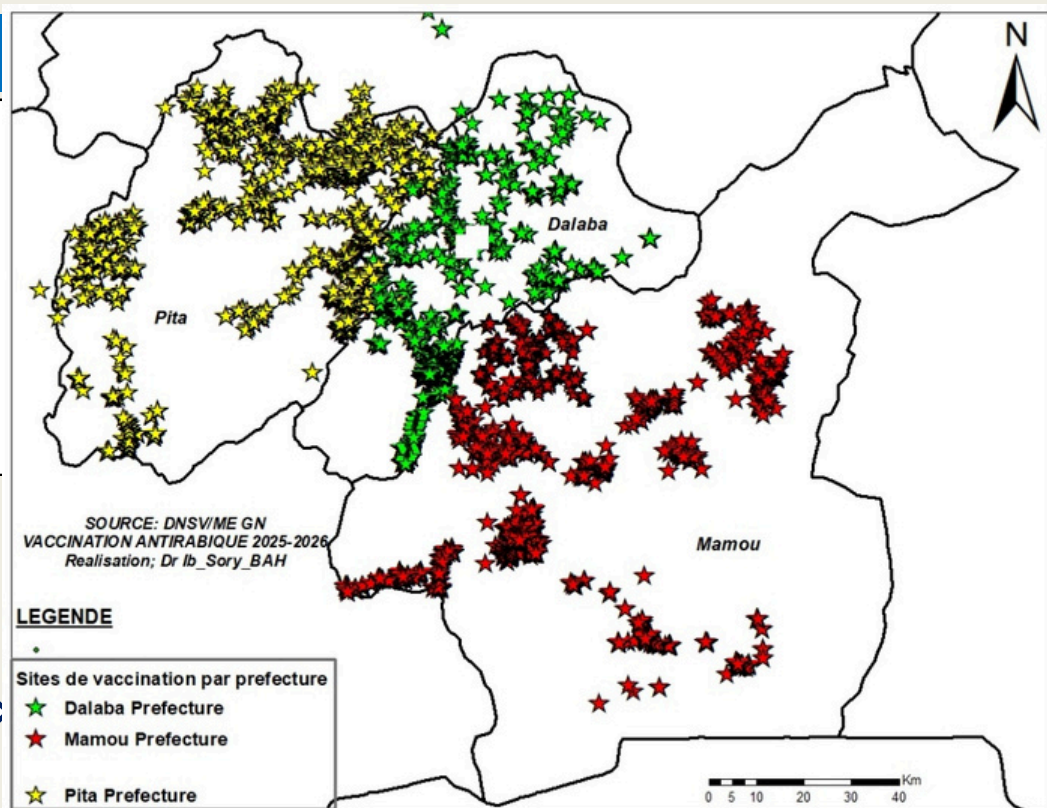 N
Dalaba
Pita
Mamou
SOURCE: DNSV/ME GN
VACCINATION ANTIRABIQUE 2025-2026
Realisation; Dr Ib_Sory_BAH
LEGENDE
Sites de vaccination par prefecture
Dalaba Prefecture
Mamou Prefecture
Pita Prefecture
Km
0 5 10 20 30 40